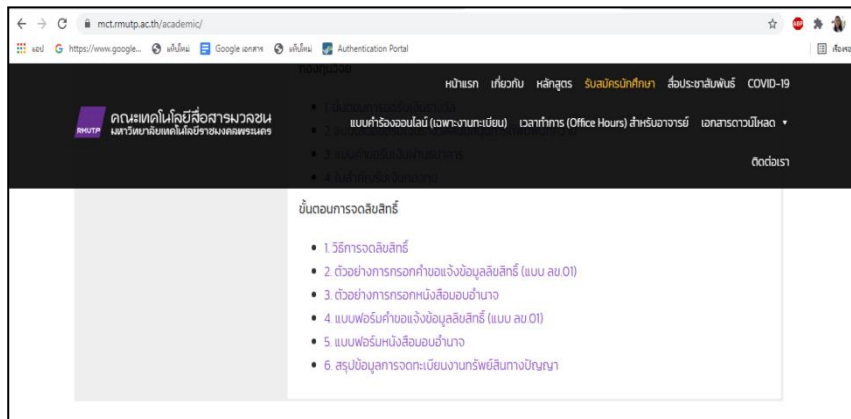 mct.rmutp.ac.th/academic/
แอป https://www.google... แท็บใหม่ Google เอกสาร แท็บใหม่ Authentication Portal
กองทุนวิจัย
หน้าแรก เกี่ยวกับ หลักสูตร รับสมัครนักศึกษา สื่อประชาสัมพันธ์ COVID-19
RMUTP คณะเทคโนโลยีสื่อสารมวลชน
มหาวิทยาลัยเทคโนโลยีราชมงคลพระนคร
แบบคำร้องออนไลน์ (เฉพาะงานทะเบียน) เวลาทำการ (Office Hours) สำหรับอาจารย์ เอกสารดาวน์โหลด
ติดต่อเรา
ขั้นตอนการจดลิขสิทธิ์
1. วิธีการจดลิขสิทธิ์
2. ตัวอย่างการกรอกคำขอแจ้งข้อมูลลิขสิทธิ์ (แบบ ลข.01)
3. ตัวอย่างการกรอกหนังสือมอบอำนาจ
4. แบบฟอร์มคำขอแจ้งข้อมูลลิขสิทธิ์ (แบบ ลข.01)
5. แบบฟอร์มหนังสือมอบอำนาจ
6. สรุปข้อมูลการจดทะเบียนงานทรัพย์สินทางปัญญา